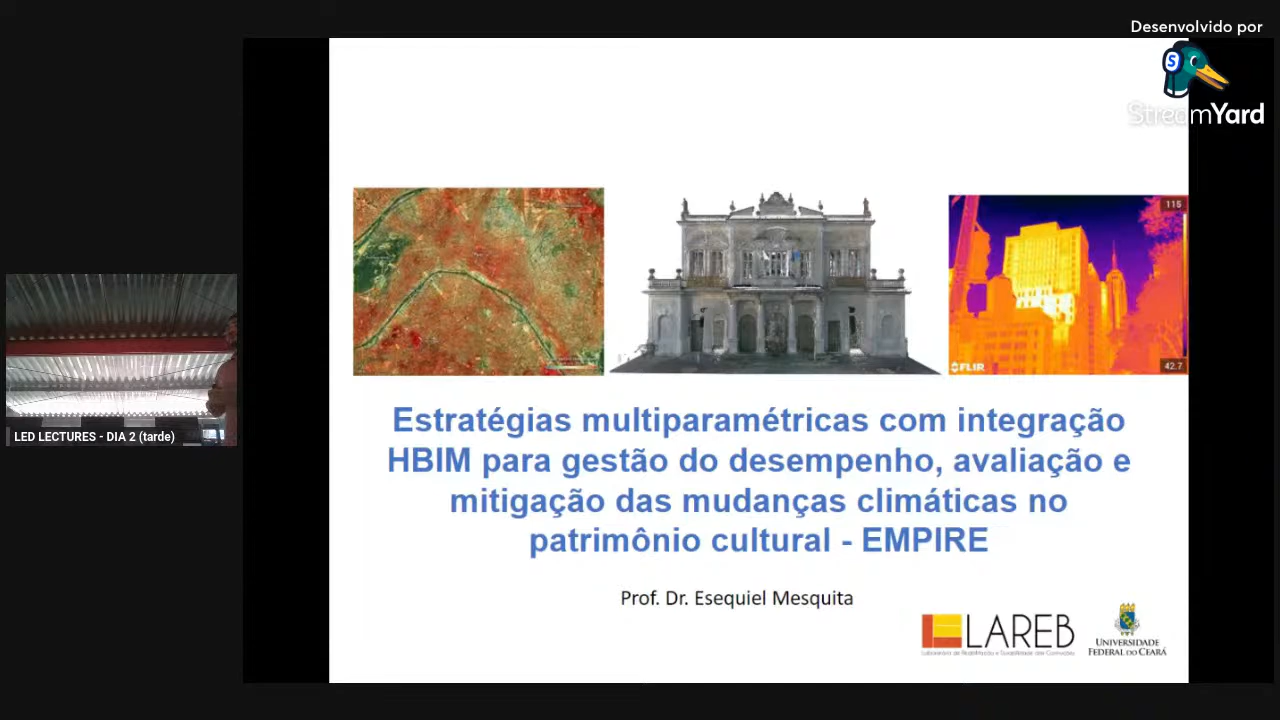 Desenvolvido por
StreamYard
115
FLIR
42.7
LED LECTURES - DIA 2 (tarde)
Estratégias multiparamétricas com integração
HBIM para gestão do desempenho, avaliação e
mitigação das mudanças climáticas no
patrimônio cultural - EMPIRE
Prof. Dr. Esequiel Mesquita
LAREB
UNIVERSIDADE
FEDERAL DO CEARÁ